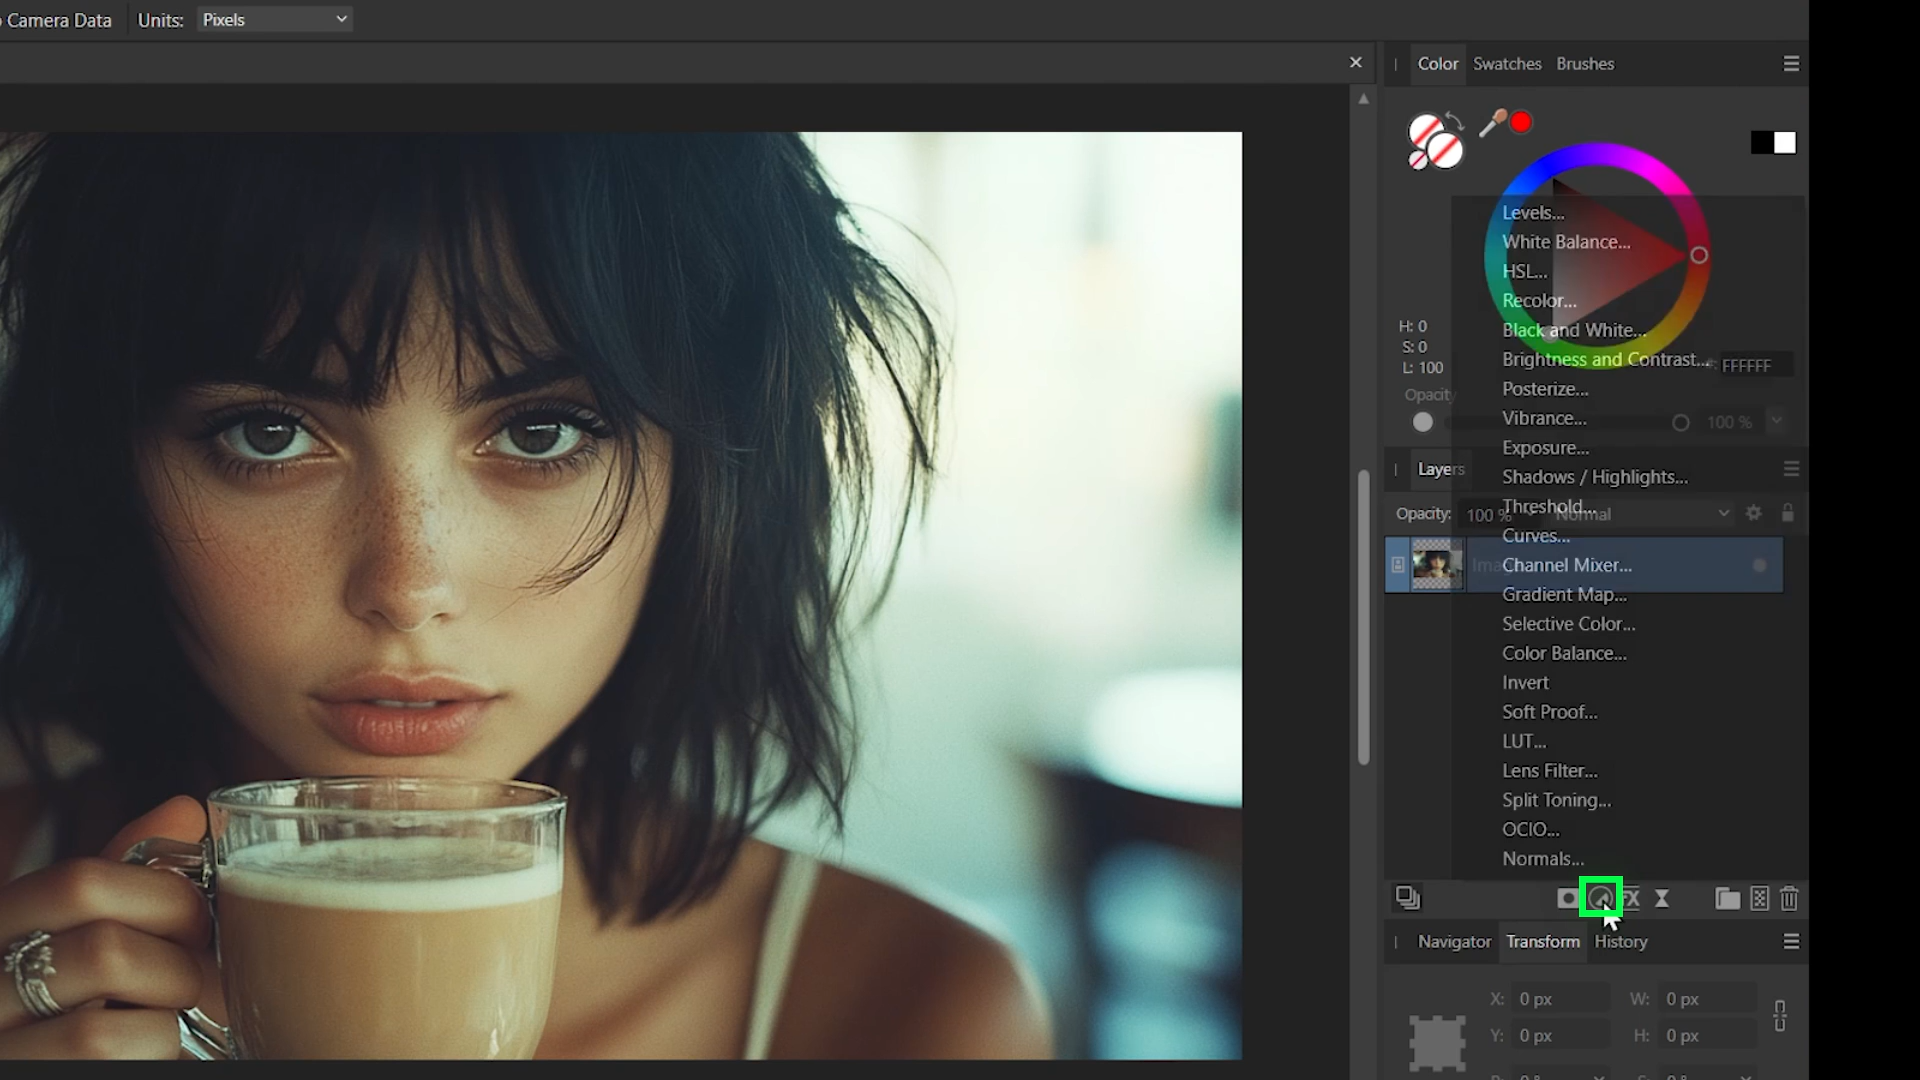 Camera Data
Units: Pixels
Color Swatches Brushes
Levels...
White Balance...
HSL...
Recolor...
H: 0
S: 0
L: 100
Black and White...
Brightness and Contrast...
#: FFFFFF
Opacity
Posterize...
Vibrance...
100 %
Exposure...
Layers
Shadows / Highlights...
Opacity: 100 %
Threshold...
Normal
Curves...
Channel Mixer...
Gradient Map...
Selective Color...
Color Balance...
Invert
Soft Proof...
LUT...
Lens Filter...
Split Toning...
OCIO...
Normals...
FX
Navigator Transform History
X: 0 px W: 0 px
Y: 0 px H: 0 px